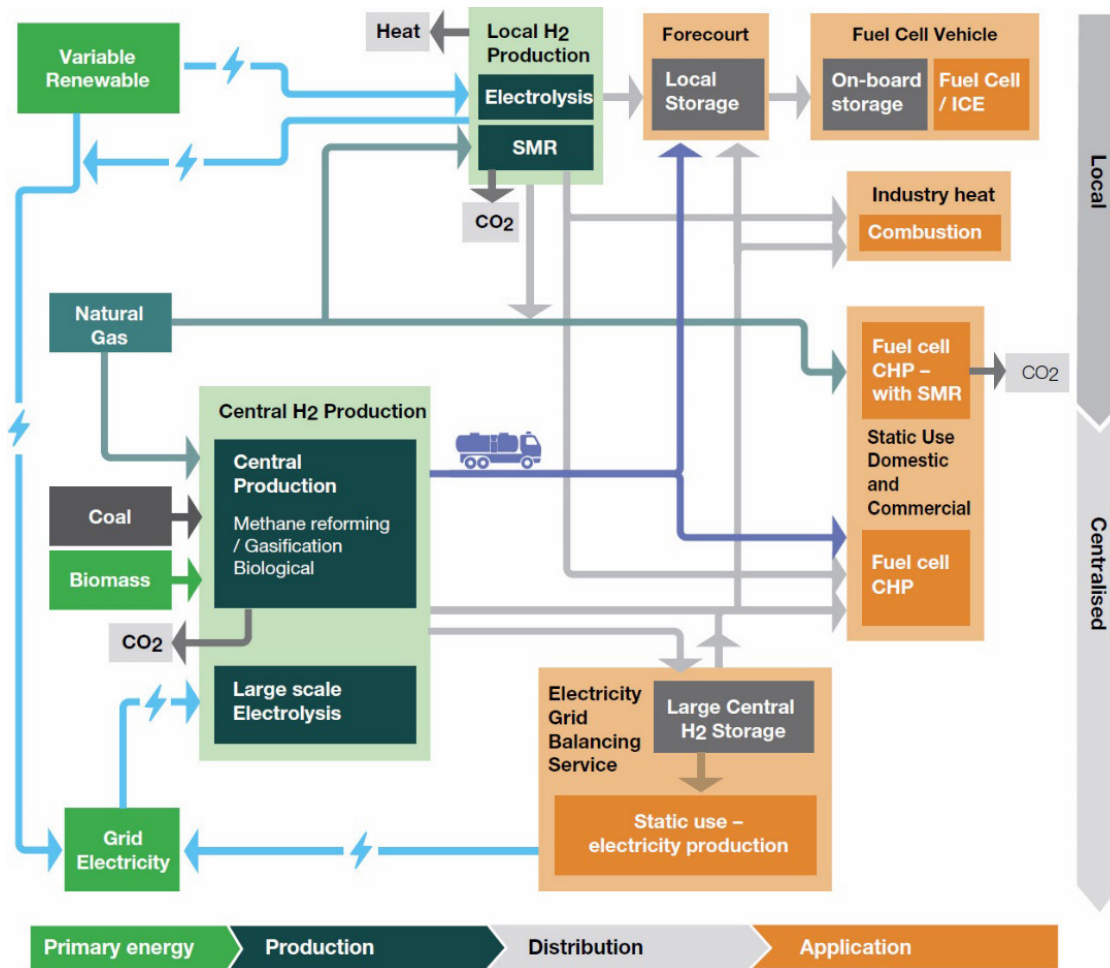 Variable
Renewable
Heat
Local H2
Production
Electrolysis
SMR
CO2
Forecourt
Local
Storage
Fuel Cell Vehicle
On-board
storage
Fuel Cell
/ ICE
Industry heat
Combustion
Local
Natural
Gas
Fuel cell
CHP –
with SMR
CO2
Static Use
Domestic
and
Commercial
Fuel cell
CHP
Central H2 Production
Central
Production
Methane reforming
/ Gasification
Biological
Coal
Biomass
CO2
Large scale
Electrolysis
Electricity
Grid
Balancing
Service
Large Central
H2 Storage
Static use –
electricity production
Grid
Electricity
Centralised
Primary energy
Production
Distribution
Application